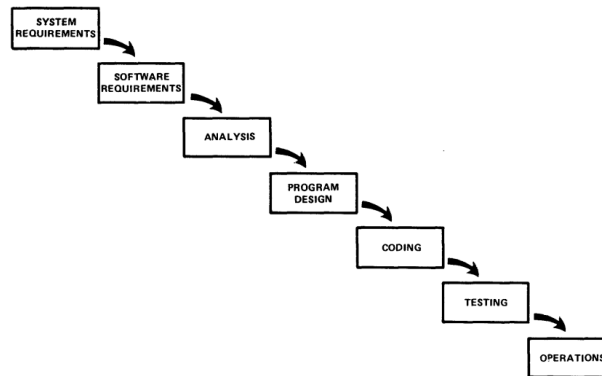 SYSTEM
REQUIREMENTS
SOFTWARE
REQUIREMENTS
ANALYSIS
PROGRAM
DESIGN
CODING
TESTING
OPERATIONS